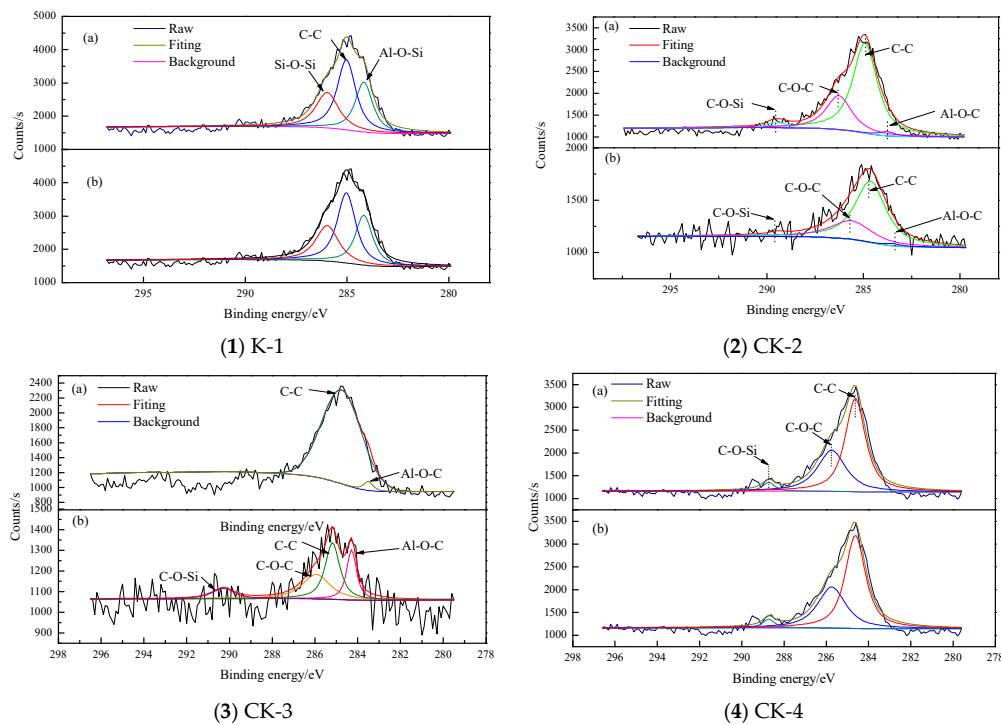 (a)
Raw
Fiting
Background
C-C
Al-O-Si
Si-O-Si
5000
4000
3000
2000
1000
(b)
4000
3000
2000
1000
Counts/s
295
290
285
280
Binding energy/eV
(1) K-1
(a)
Raw
Fitting
Background
C-C
C-O-C
C-O-Si
Al-O-C
3500
3000
2500
2000
1500
1000
2000
(b)
C-C
C-O-C
C-O-Si
Al-O-C
1500
1000
Counts/s
295
290
285
280
Binding energy/eV
(2) CK-2
(a)
Raw
Fitting
Background
C-C
Al-O-C
2400
2200
2000
1800
1600
1400
1200
1000
800
1500
(b)
Binding energy/eV
C-C
Al-O-C
C-O-C
C-O-Si
1400
1300
1200
1100
1000
900
Counts/s
298
296
294
292
290
288
286
284
282
280
278
Binding energy/eV
(3) CK-3
(a)
Raw
Fitting
Background
C-C
C-O-C
C-O-Si
3500
3000
2500
2000
1500
1000
(b)
3500
3000
2500
2000
1500
1000
Counts/s
298
296
294
292
290
288
286
284
282
280
278
Binding energy/eV
(4) CK-4